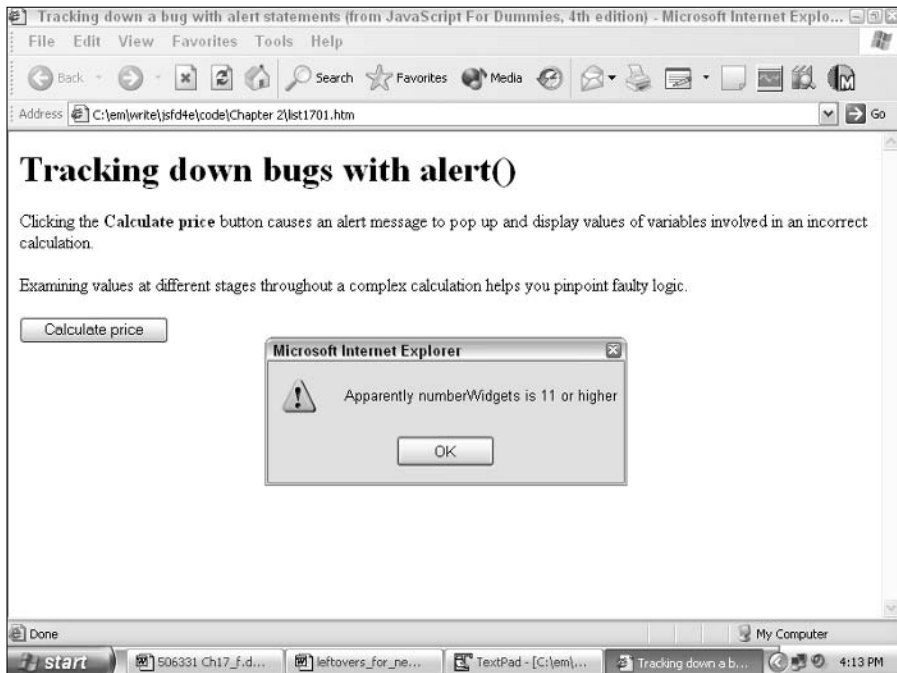 Tracking down a bug with alert statements (from JavaScript For Dummies, 4th edition) - Microsoft Internet Explo...
File Edit View Favorites Tools Help
Back Search Favorites Media
Address C:\em\write\jsfd4e\code\Chapter 2\list1701.htm Go
Tracking down bugs with alert()
Clicking the Calculate price button causes an alert message to pop up and display values of variables involved in an incorrect
calculation.
Examining values at different stages throughout a complex calculation helps you pinpoint faulty logic.
Calculate price
Microsoft Internet Explorer
Apparently numberWidgets is 11 or higher
OK
Done My Computer
start 506331 Ch17_f.d... leftovers_for_ne... TextPad - [C:\em\... Tracking down a b... 4:13 PM